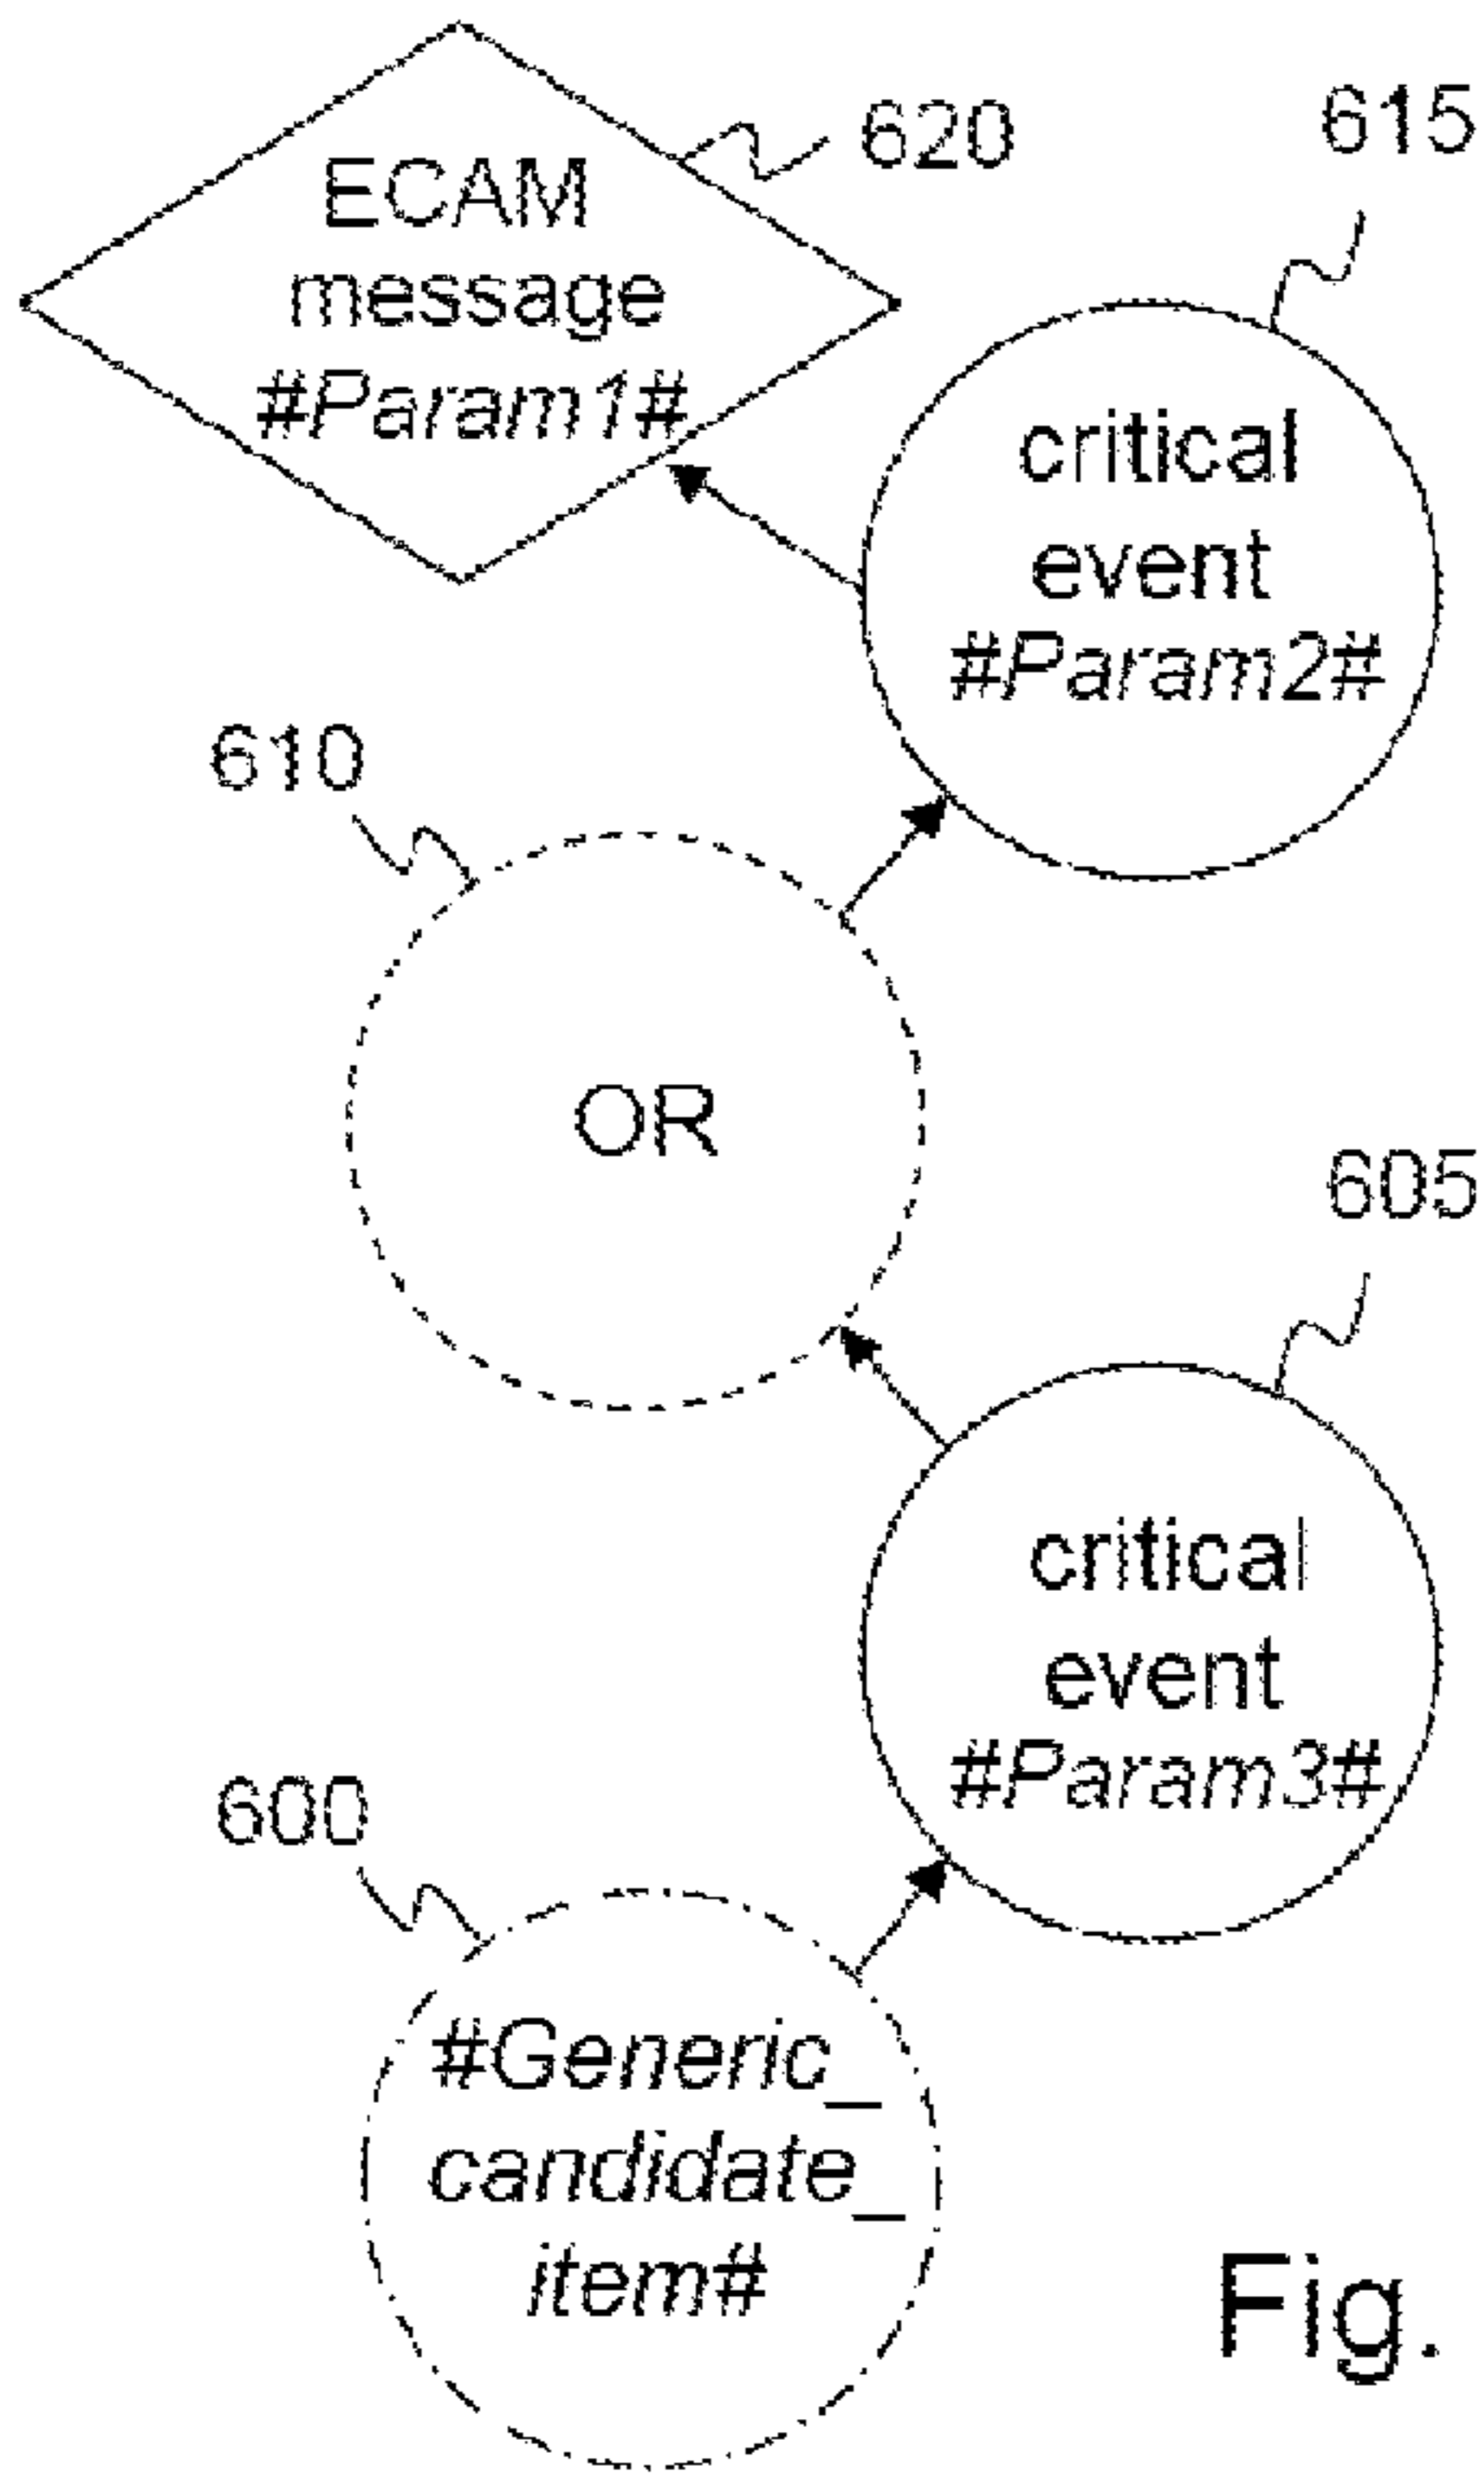 620
615
ECAM
message
#Param1#
critical
event
#Param2#
610
OR
605
critical
event
#Param3#
600
#Generic_
candidate_
item#
Fig.